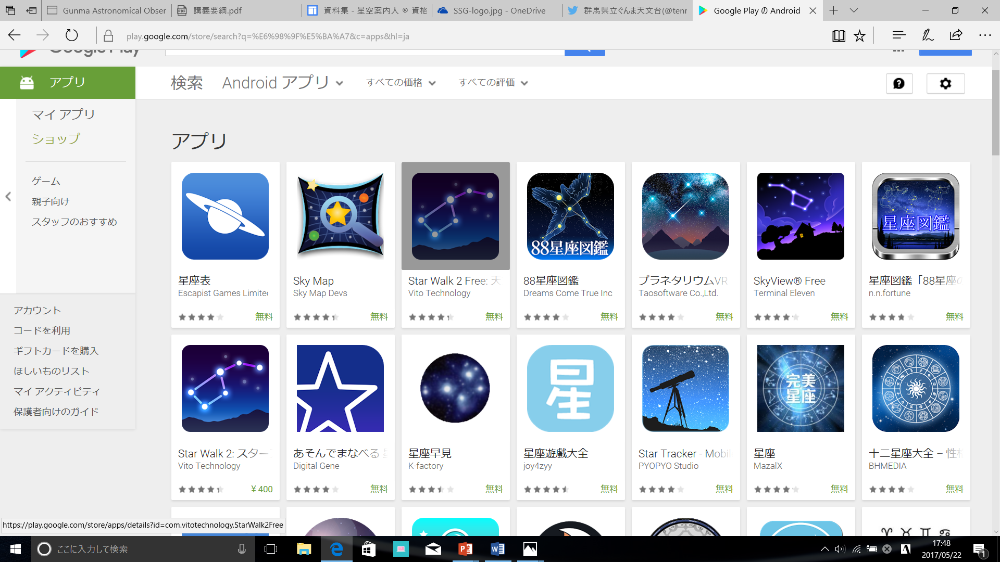 Gunma Astronomical Obser
講義要綱.pdf
資料集 - 星空案内人 ® 資格
SSG-logo.jpg - OneDrive
群馬県立ぐんま天文台(@tenr
Google Play の Android
play.google.com/store/search?q=%E6%98%9F%E5%BA%A7&c=apps&hl=ja
Google Play
アプリ
検索
Android アプリ
すべての価格
すべての評価
マイ アプリ
ショップ
ゲーム
親子向け
スタッフのおすすめ
アカウント
コードを利用
ギフトカードを購入
ほしいものリスト
マイ アクティビティ
保護者向けのガイド
アプリ
88星座図鑑
星座図鑑
星座表
Escapist Games Limited
無料
Sky Map
Sky Map Devs
無料
Star Walk 2 Free: 天
Vito Technology
無料
88星座図鑑
Dreams Come True Inc
無料
プラネタリウムVR
Taosoftware Co.,Ltd.
無料
SkyView® Free
Terminal Eleven
無料
星座図鑑「88星座の
n.n.fortune
無料
星
完美
星座
Star Walk 2: スター
Vito Technology
¥ 400
あそんでまなべる 星
Digital Gene
無料
星座早見
K-factory
無料
星座遊戲大全
joy4zyy
無料
Star Tracker - Mobil
PYOPYO Studio
無料
星座
MazalX
無料
十二星座大全 – 性格
BHMEDIA
無料
♈ ♉ ♊ ♋
https://play.google.com/store/apps/details?id=com.vitotechnology.StarWalk2Free
ここに入力して検索
A
17:48
2017/05/22
1